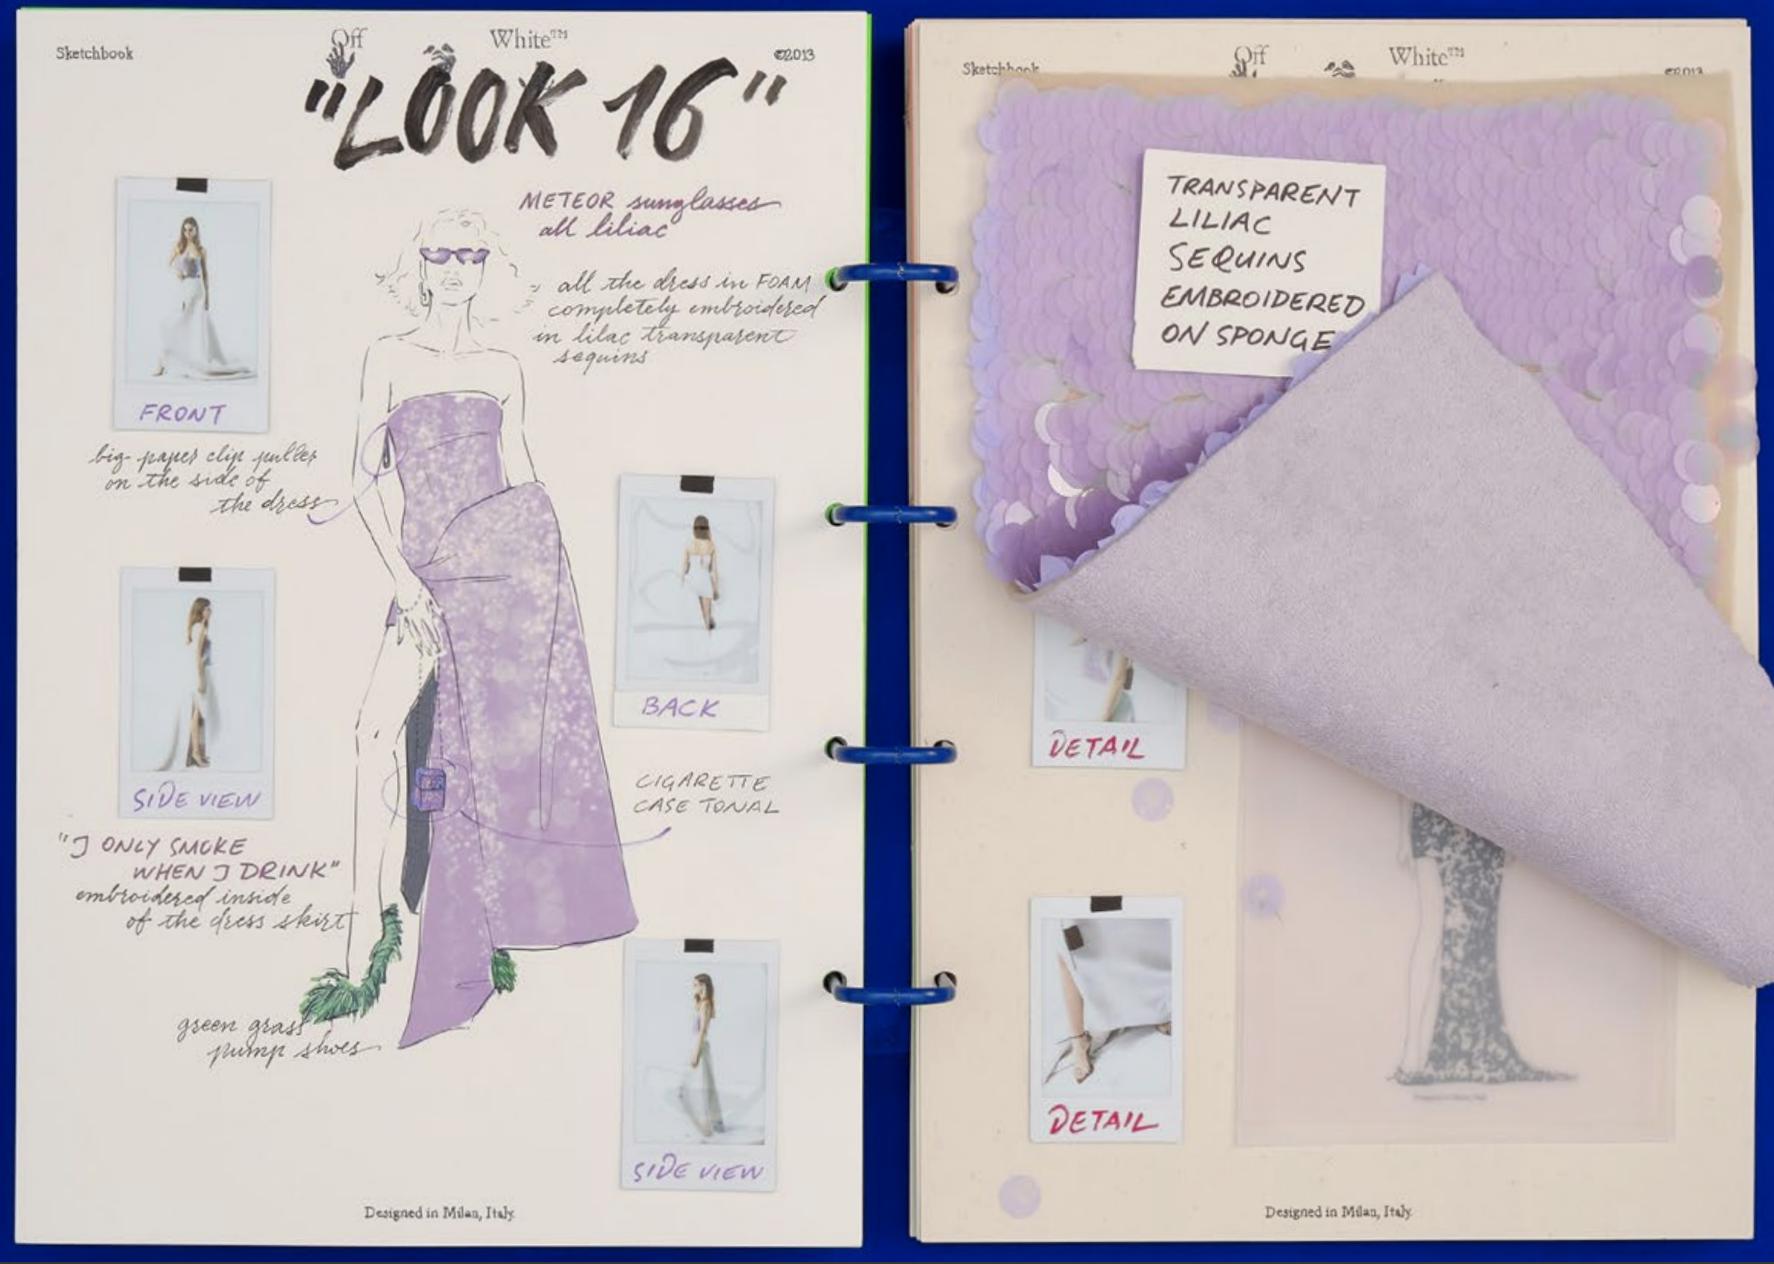 Sketchbook
Off White™
©2013
"LOOK 16"
METEOR sunglasses
all liliac
all the dress in FOAM
completely embroidered
in lilac transparent
sequins
FRONT
big paper clip puller
on the side of
the dress
BACK
SIDE VIEW
CIGARETTE
CASE TONAL
"I ONLY SMOKE
WHEN I DRINK"
embroidered inside
of the dress skirt
green grass
pump shoes
SIDE VIEW
Designed in Milan, Italy.
Sketchbook
Off White™
©2013
TRANSPARENT
LILIAC
SEQUINS
EMBROIDERED
ON SPONGE
DETAIL
DETAIL
Designed in Milan, Italy.